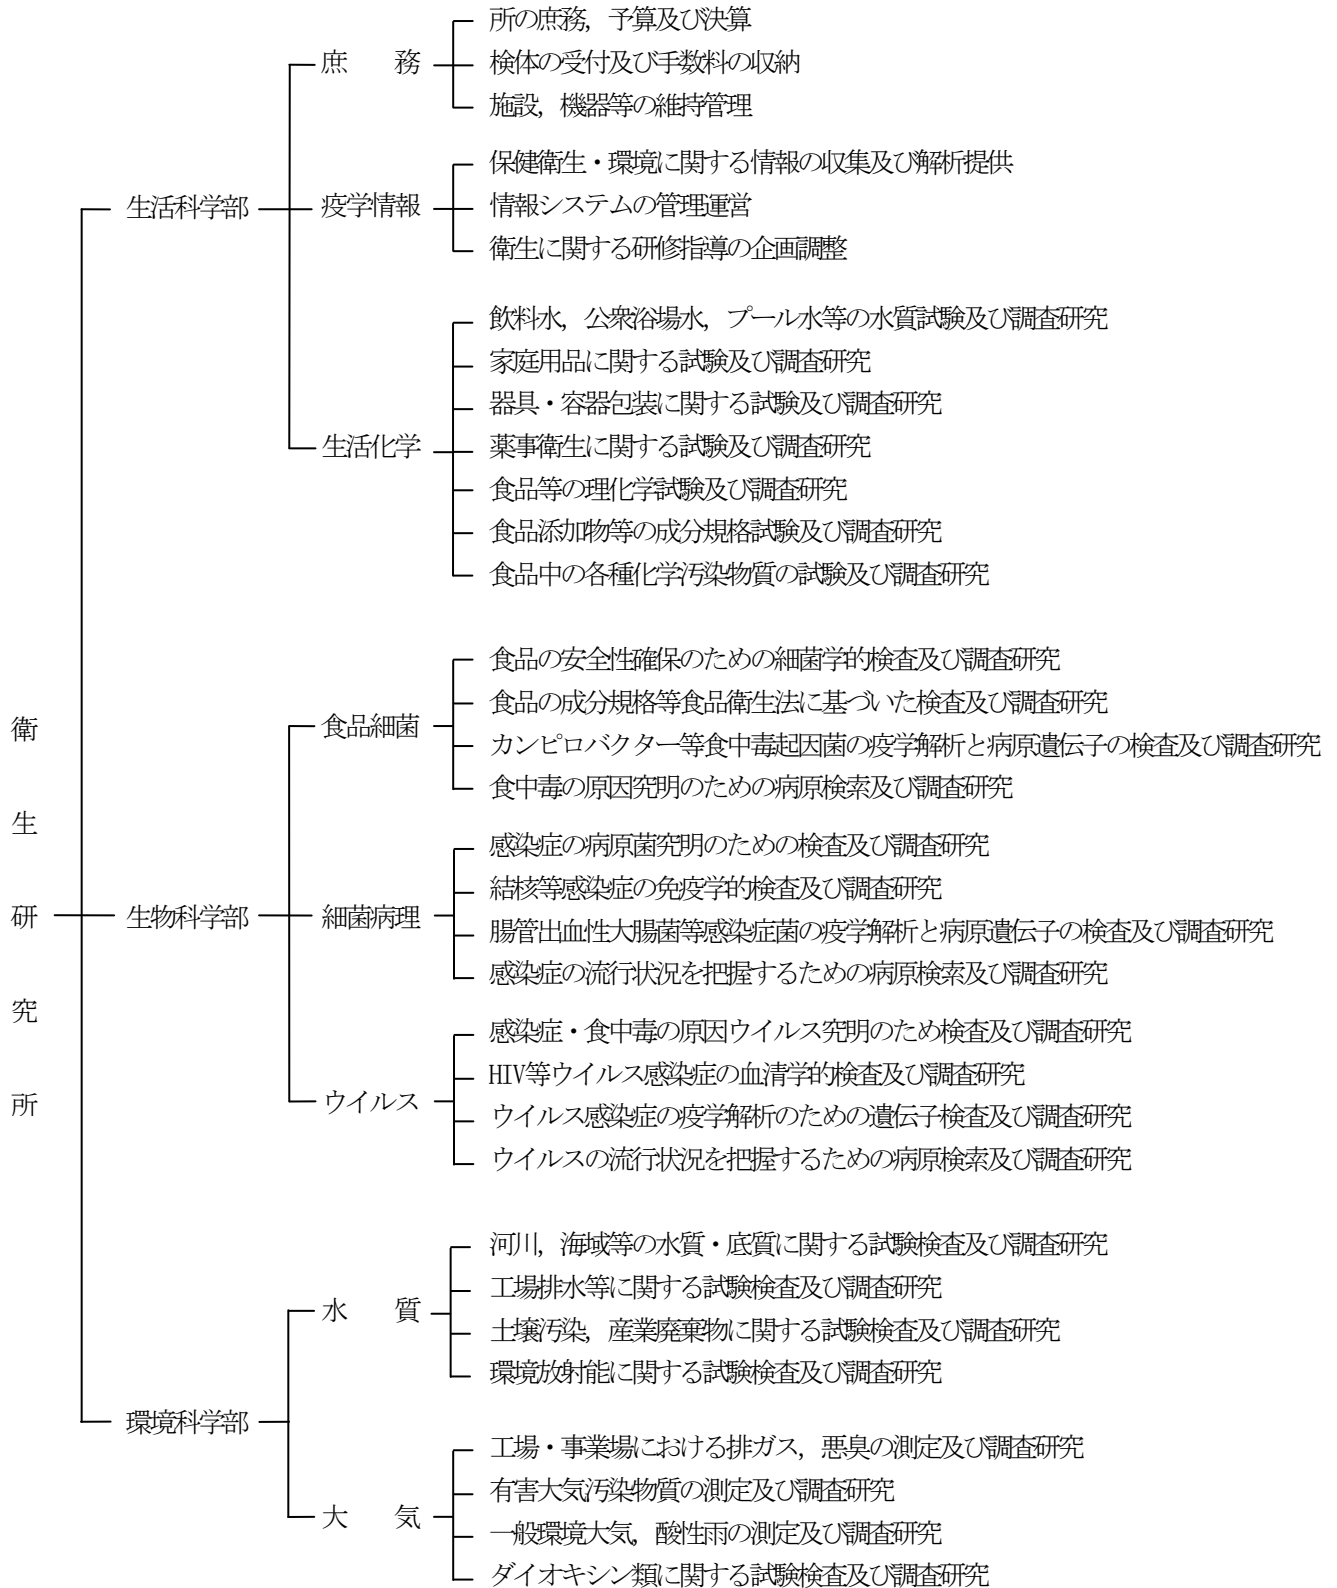 衛生研究所
生活科学部
庶務
所の庶務，予算及び決算
検体の受付及び手数料の収納
施設，機器等の維持管理
疫学情報
保健衛生・環境に関する情報の収集及び解析提供
情報システムの管理運営
衛生に関する研修指導の企画調整
生活化学
飲料水，公衆浴場水，プール水等の水質試験及び調査研究
家庭用品に関する試験及び調査研究
器具・容器包装に関する試験及び調査研究
薬事衛生に関する試験及び調査研究
食品等の理化学試験及び調査研究
食品添加物等の成分規格試験及び調査研究
食品中の各種化学汚染物質の試験及び調査研究
生物科学部
食品細菌
食品の安全性確保のための細菌学的検査及び調査研究
食品の成分規格等食品衛生法に基づいた検査及び調査研究
カンピロバクター等食中毒起因菌の疫学解析と病原遺伝子の検査及び調査研究
食中毒の原因究明のための病原検索及び調査研究
細菌病理
感染症の病原菌究明のための検査及び調査研究
結核等感染症の免疫学的検査及び調査研究
腸管出血性大腸菌等感染症菌の疫学解析と病原遺伝子の検査及び調査研究
感染症の流行状況を把握するための病原検索及び調査研究
ウイルス
感染症・食中毒の原因ウイルス究明のため検査及び調査研究
HIV等ウイルス感染症の血清学的検査及び調査研究
ウイルス感染症の疫学解析のための遺伝子検査及び調査研究
ウイルスの流行状況を把握するための病原検索及び調査研究
環境科学部
水質
河川，海域等の水質・底質に関する試験検査及び調査研究
工場排水等に関する試験検査及び調査研究
土壌汚染，産業廃棄物に関する試験検査及び調査研究
環境放射能に関する試験検査及び調査研究
大気
工場・事業場における排ガス，悪臭の測定及び調査研究
有害大気汚染物質の測定及び調査研究
一般環境大気，酸性雨の測定及び調査研究
ダイオキシン類に関する試験検査及び調査研究